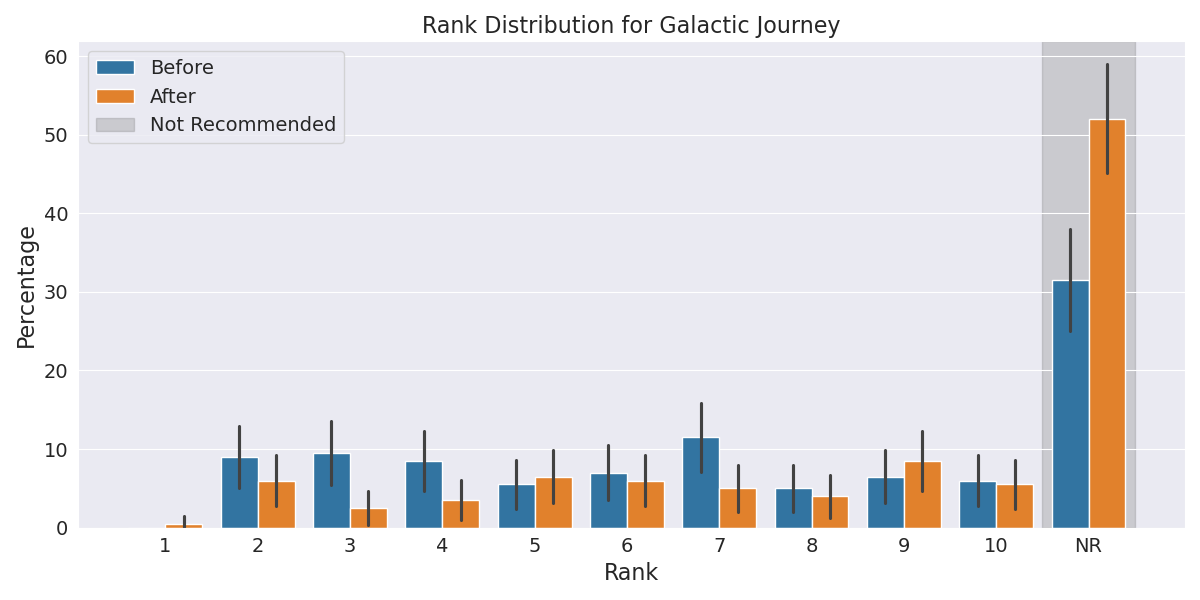 Rank Distribution for Galactic Journey
Before
After
Not Recommended
Percentage
60
50
40
30
20
10
0
1 2 3 4 5 6 7 8 9 10 NR
Rank